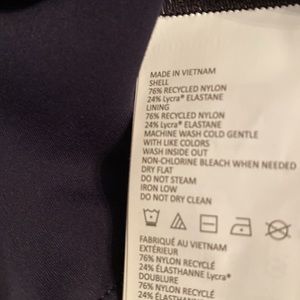 MADE IN VIETNAM
SHELL
76% RECYCLED NYLON
24% Lycra® ELASTANE
LINING
76% RECYCLED NYLON
24% Lycra® ELASTANE
MACHINE WASH COLD GENTLE
WITH LIKE COLORS
WASH INSIDE OUT
NON-CHLORINE BLEACH WHEN NEEDED
DRY FLAT
DO NOT STEAM
IRON LOW
DO NOT DRY CLEAN
FABRIQUÉ AU VIETNAM
EXTÉRIEUR
76% NYLON RECYCLÉ
24% ÉLASTHANNE Lycra®
DOUBLURE
76% NYLON RECYCLÉ
24% ÉLASTHANNE Lycra®